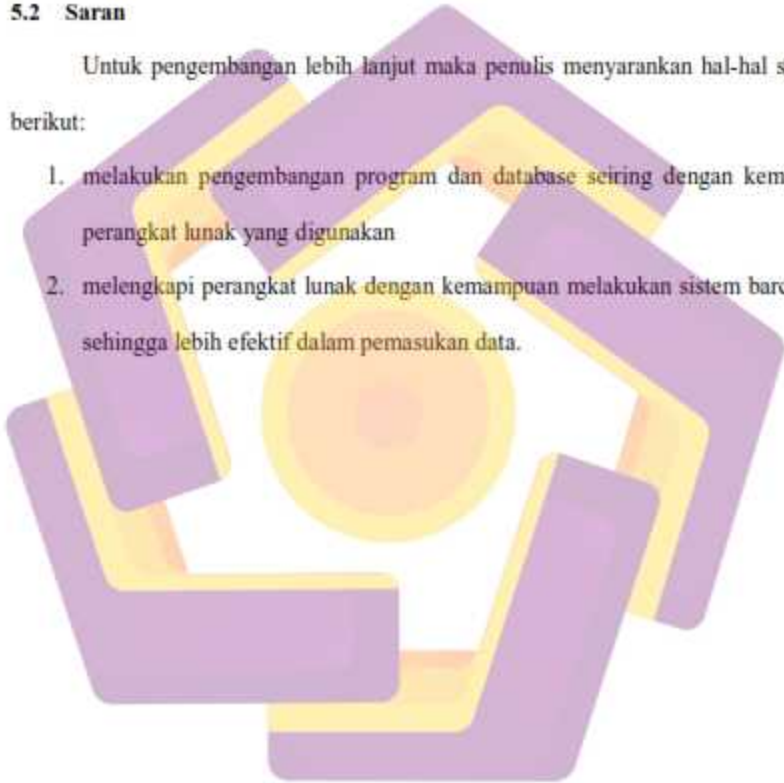 5.2 Saran
Untuk pengembangan lebih lanjut maka penulis menyarankan hal-hal s
berikut:
1. melakukan pengembangan program dan database seiring dengan kem
perangkat lunak yang digunakan
2. melengkapi perangkat lunak dengan kemampuan melakukan sistem barc
sehingga lebih efektif dalam pemasukan data.